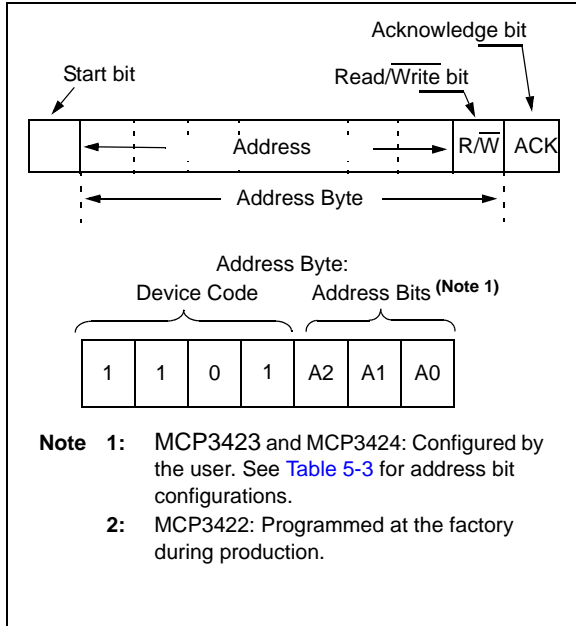 Acknowledge bit
Start bit
Read/Write bit
Address
R/W
ACK
Address Byte
Address Byte:
Device Code
Address Bits (Note 1)
1 1 0 1 A2 A1 A0
Note 1: MCP3423 and MCP3424: Configured by
the user. See Table 5-3 for address bit
configurations.
2: MCP3422: Programmed at the factory
during production.